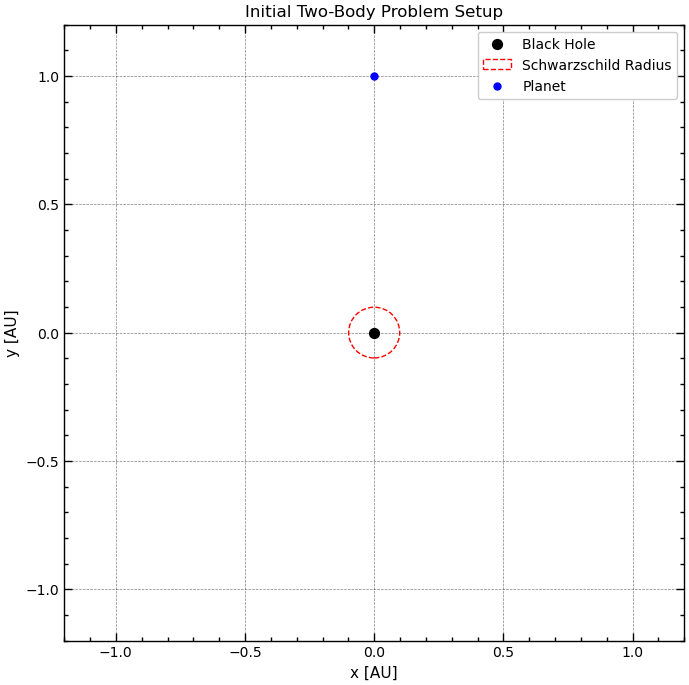 Initial Two-Body Problem Setup
Black Hole
Schwarzschild Radius
Planet
1.0
0.5
0.0
−0.5
−1.0
y [AU]
−1.0
−0.5
0.0
0.5
1.0
x [AU]